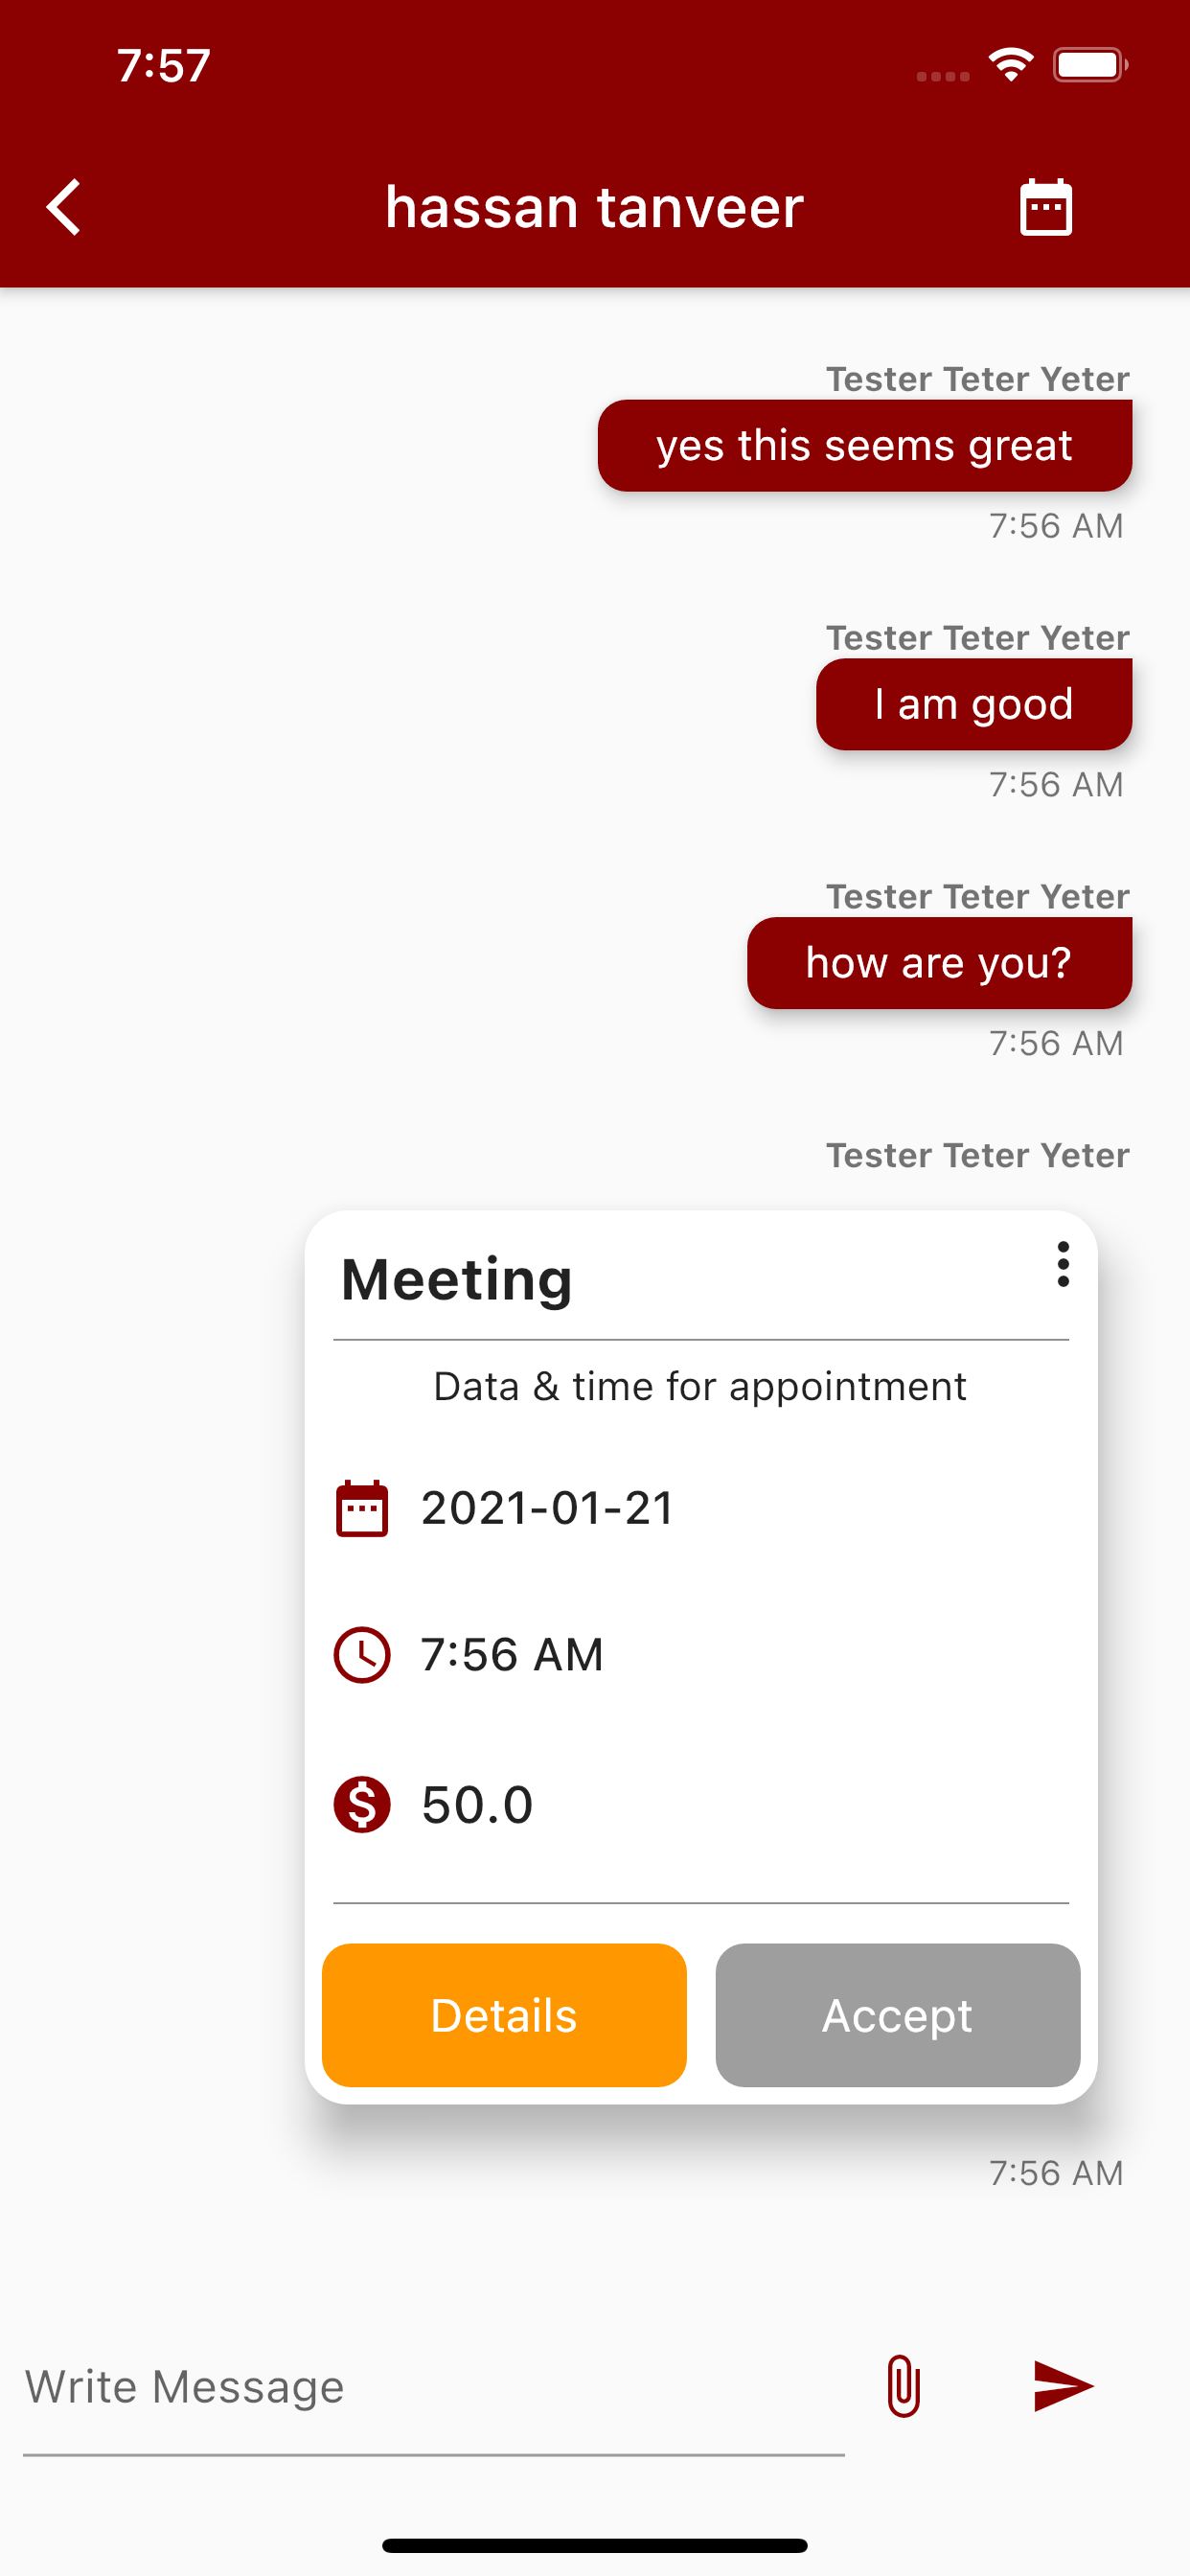 7:57
hassan tanveer
Tester Teter Yeter
yes this seems great
7:56 AM
Tester Teter Yeter
I am good
7:56 AM
Tester Teter Yeter
how are you?
7:56 AM
Tester Teter Yeter
Meeting
Data & time for appointment
2021-01-21
7:56 AM
$ 50.0
Details Accept
7:56 AM
Write Message